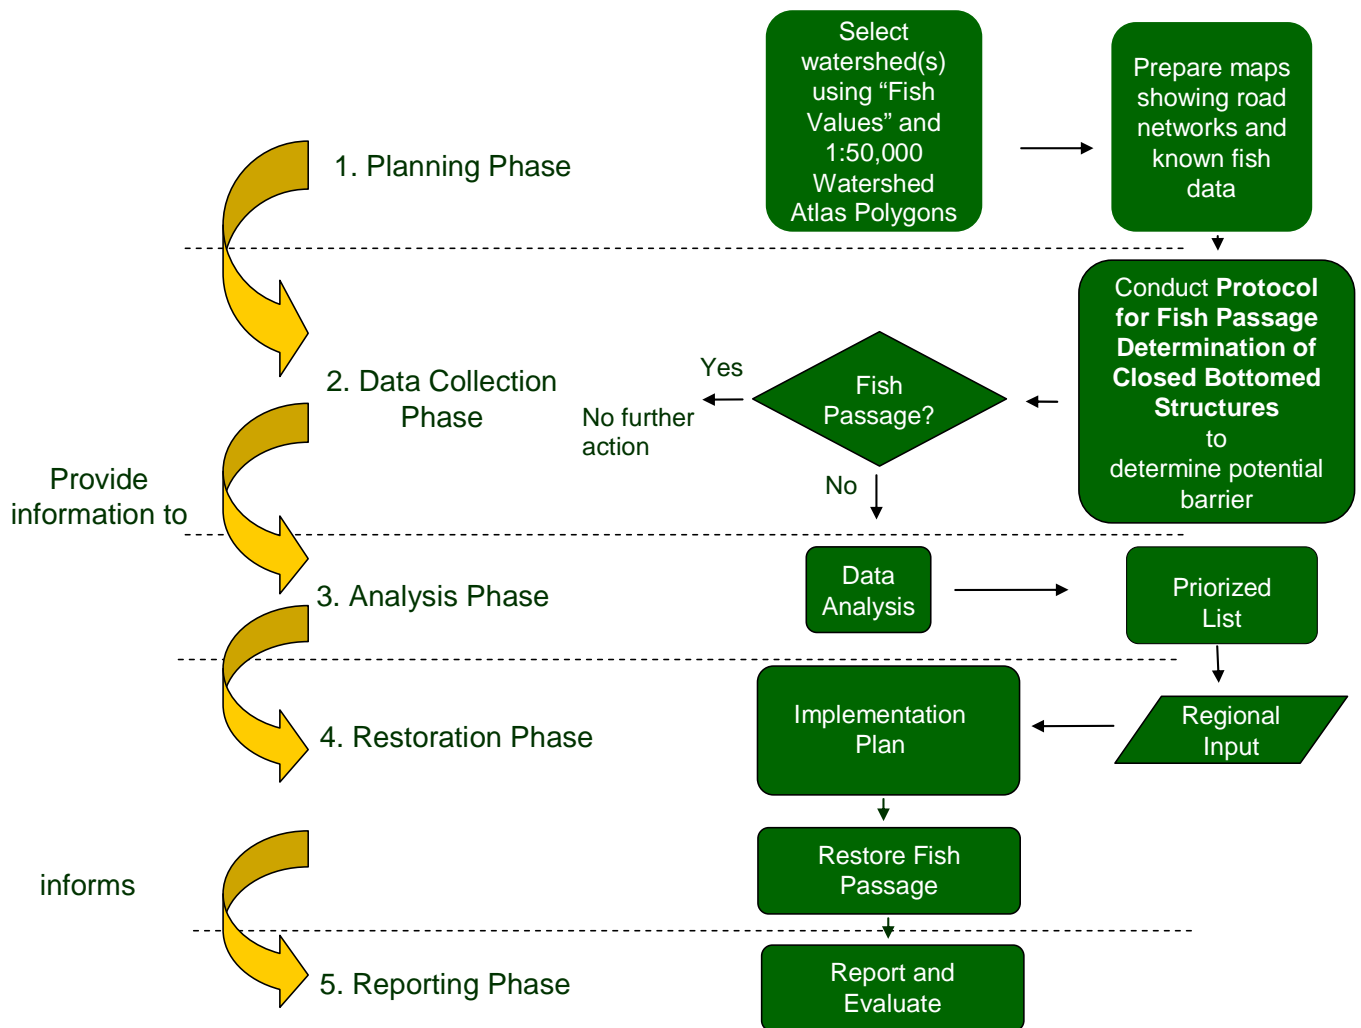 Select
watershed(s)
using “Fish
Values” and
1:50,000
Watershed
Atlas Polygons
Prepare maps
showing road
networks and
known fish
data
1. Planning Phase
Conduct Protocol
for Fish Passage
Determination of
Closed Bottomed
Structures
to
determine potential
barrier
Fish
Passage?
Yes
No further
action
No
2. Data Collection
Phase
Provide
information to
Data
Analysis
Priorized
List
3. Analysis Phase
Regional
Input
Implementation
Plan
4. Restoration Phase
Restore Fish
Passage
informs
Report and
Evaluate
5. Reporting Phase